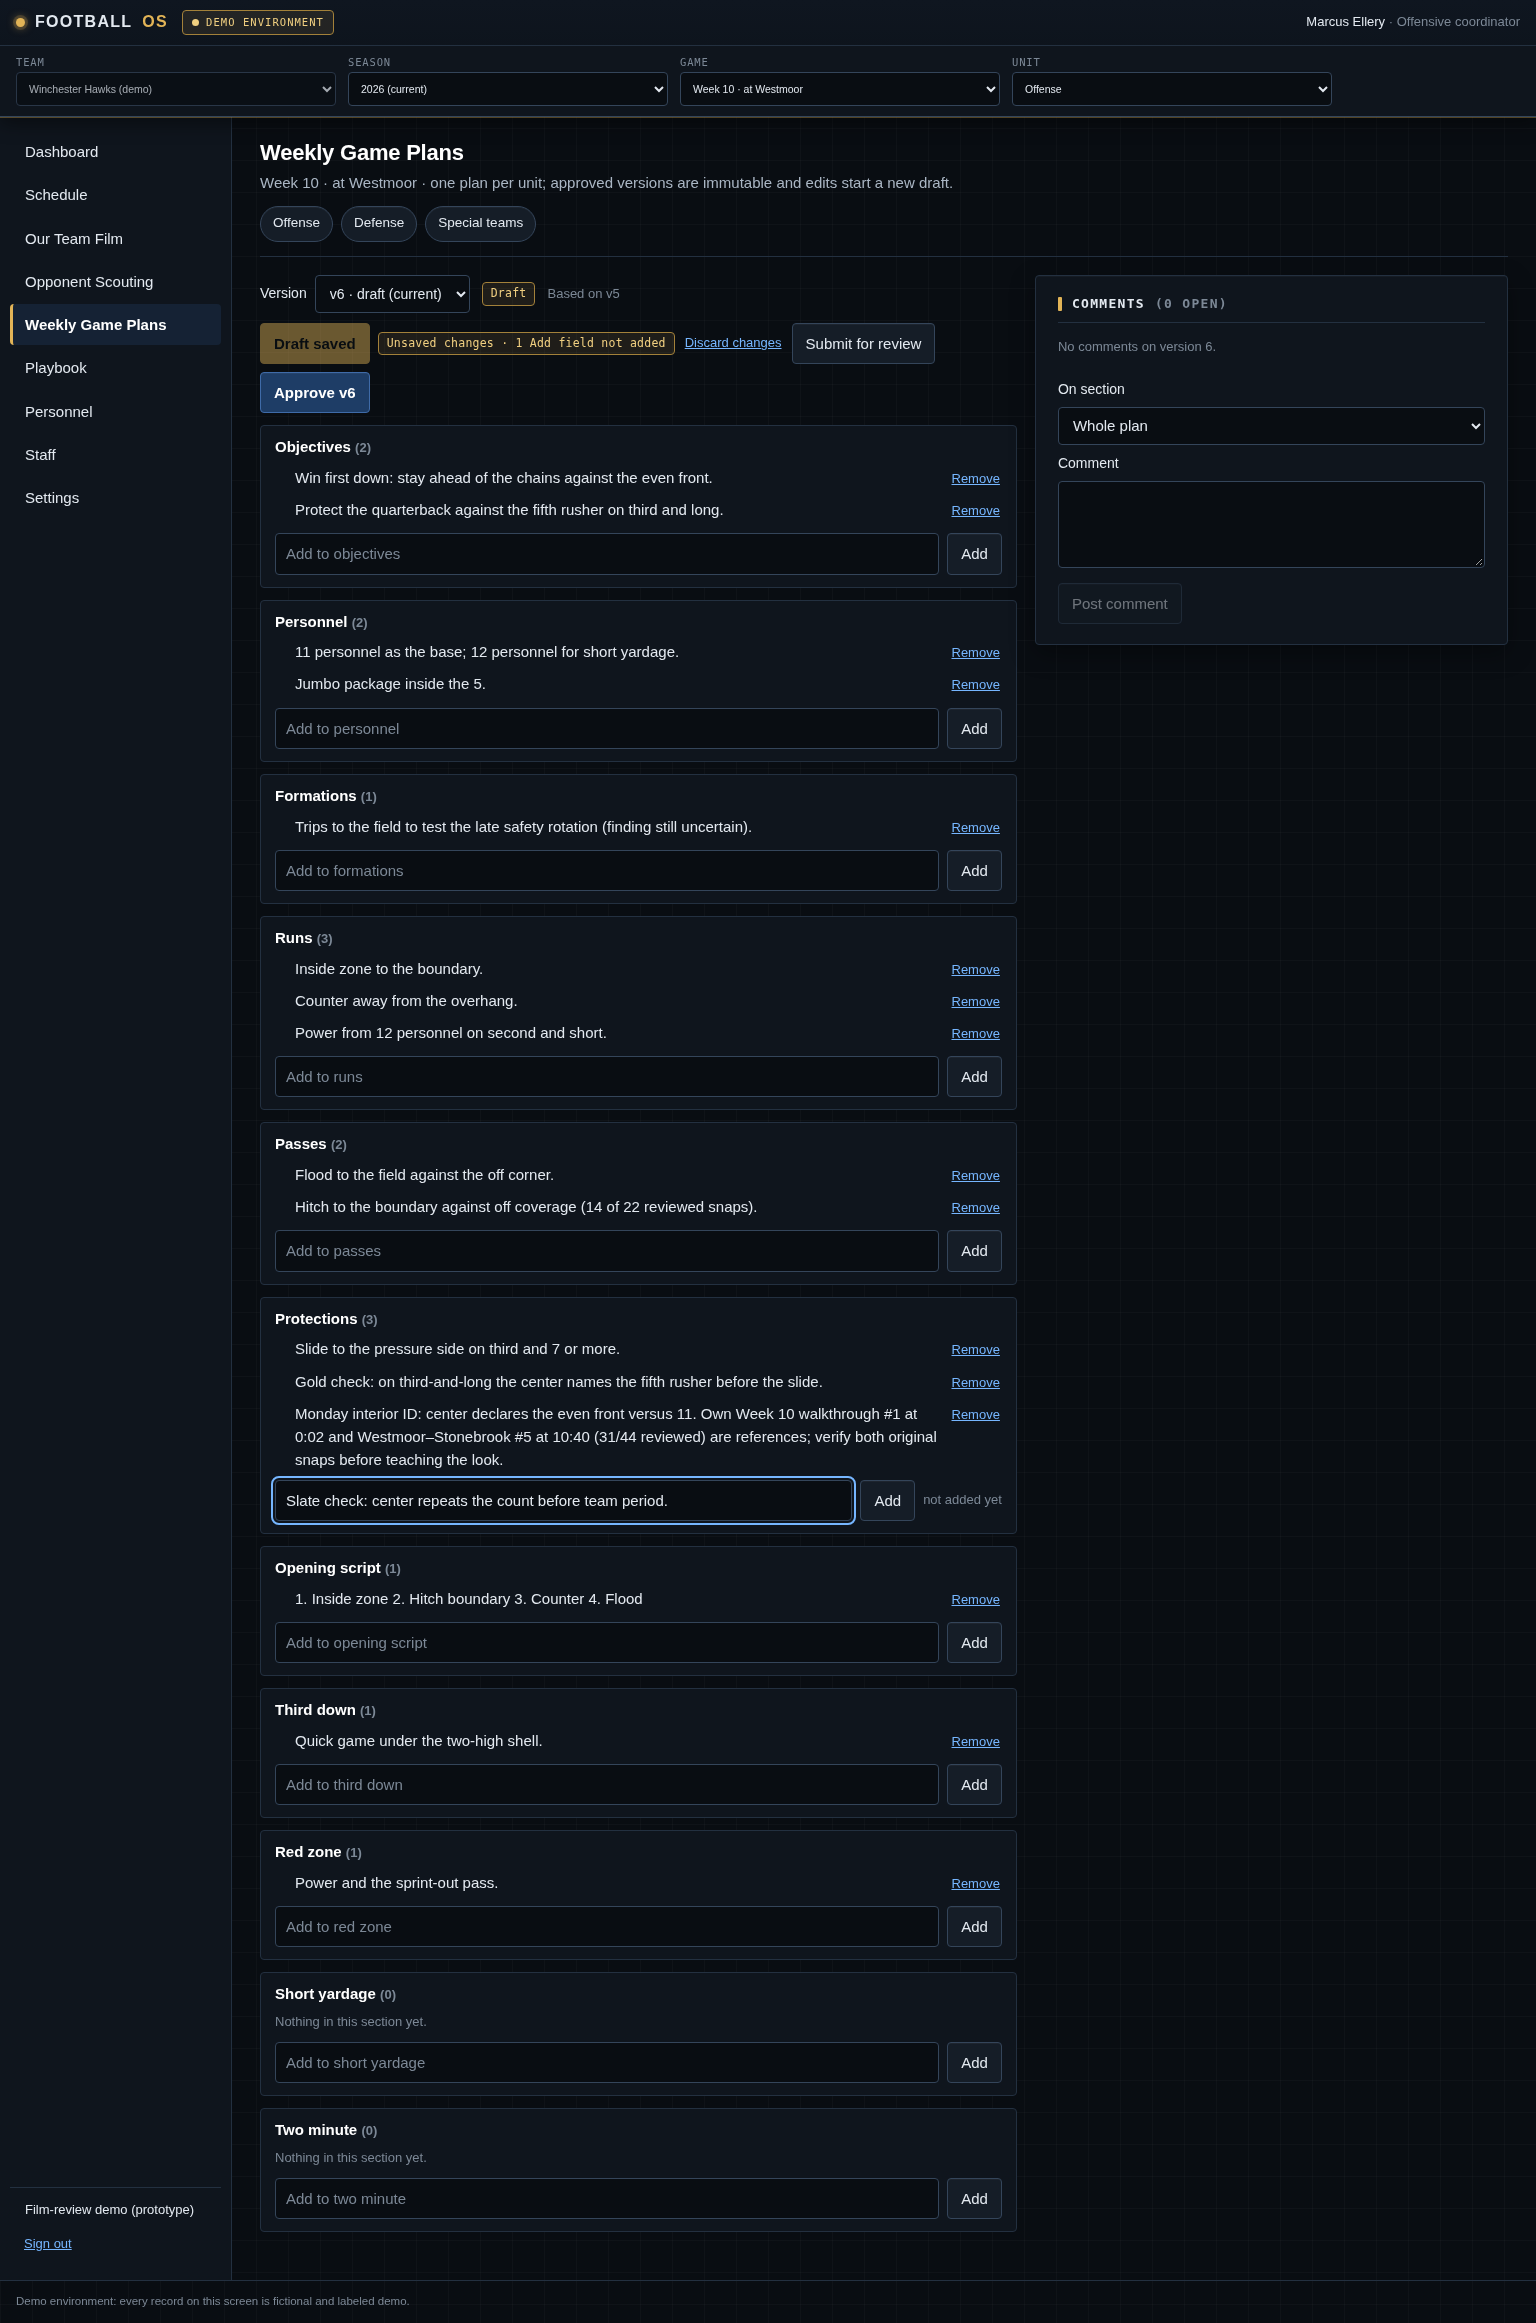 FOOTBALL OS
DEMO ENVIRONMENT
Marcus Ellery · Offensive coordinator
TEAM
SEASON
GAME
UNIT
Winchester Hawks (demo)
2026 (current)
Week 10 · at Westmoor
Offense
Dashboard
Schedule
Our Team Film
Opponent Scouting
Weekly Game Plans
Playbook
Personnel
Staff
Settings
Film-review demo (prototype)
Sign out
Weekly Game Plans
Week 10 · at Westmoor · one plan per unit; approved versions are immutable and edits start a new draft.
Offense
Defense
Special teams
Version
v6 · draft (current)
Draft
Based on v5
Draft saved
Unsaved changes · 1 Add field not added
Discard changes
Submit for review
Approve v6
Objectives (2)
Win first down: stay ahead of the chains against the even front.
Remove
Protect the quarterback against the fifth rusher on third and long.
Remove
Add to objectives
Add
Personnel (2)
11 personnel as the base; 12 personnel for short yardage.
Remove
Jumbo package inside the 5.
Remove
Add to personnel
Add
Formations (1)
Trips to the field to test the late safety rotation (finding still uncertain).
Remove
Add to formations
Add
Runs (3)
Inside zone to the boundary.
Remove
Counter away from the overhang.
Remove
Power from 12 personnel on second and short.
Remove
Add to runs
Add
Passes (2)
Flood to the field against the off corner.
Remove
Hitch to the boundary against off coverage (14 of 22 reviewed snaps).
Remove
Add to passes
Add
Protections (3)
Slide to the pressure side on third and 7 or more.
Remove
Gold check: on third-and-long the center names the fifth rusher before the slide.
Remove
Monday interior ID: center declares the even front versus 11. Own Week 10 walkthrough #1 at
0:02 and Westmoor–Stonebrook #5 at 10:40 (31/44 reviewed) are references; verify both original
snaps before teaching the look.
Remove
Slate check: center repeats the count before team period.
Add
not added yet
Opening script (1)
1. Inside zone 2. Hitch boundary 3. Counter 4. Flood
Remove
Add to opening script
Add
Third down (1)
Quick game under the two-high shell.
Remove
Add to third down
Add
Red zone (1)
Power and the sprint-out pass.
Remove
Add to red zone
Add
Short yardage (0)
Nothing in this section yet.
Add to short yardage
Add
Two minute (0)
Nothing in this section yet.
Add to two minute
Add
COMMENTS (0 OPEN)
No comments on version 6.
On section
Whole plan
Comment
Post comment
Demo environment: every record on this screen is fictional and labeled demo.